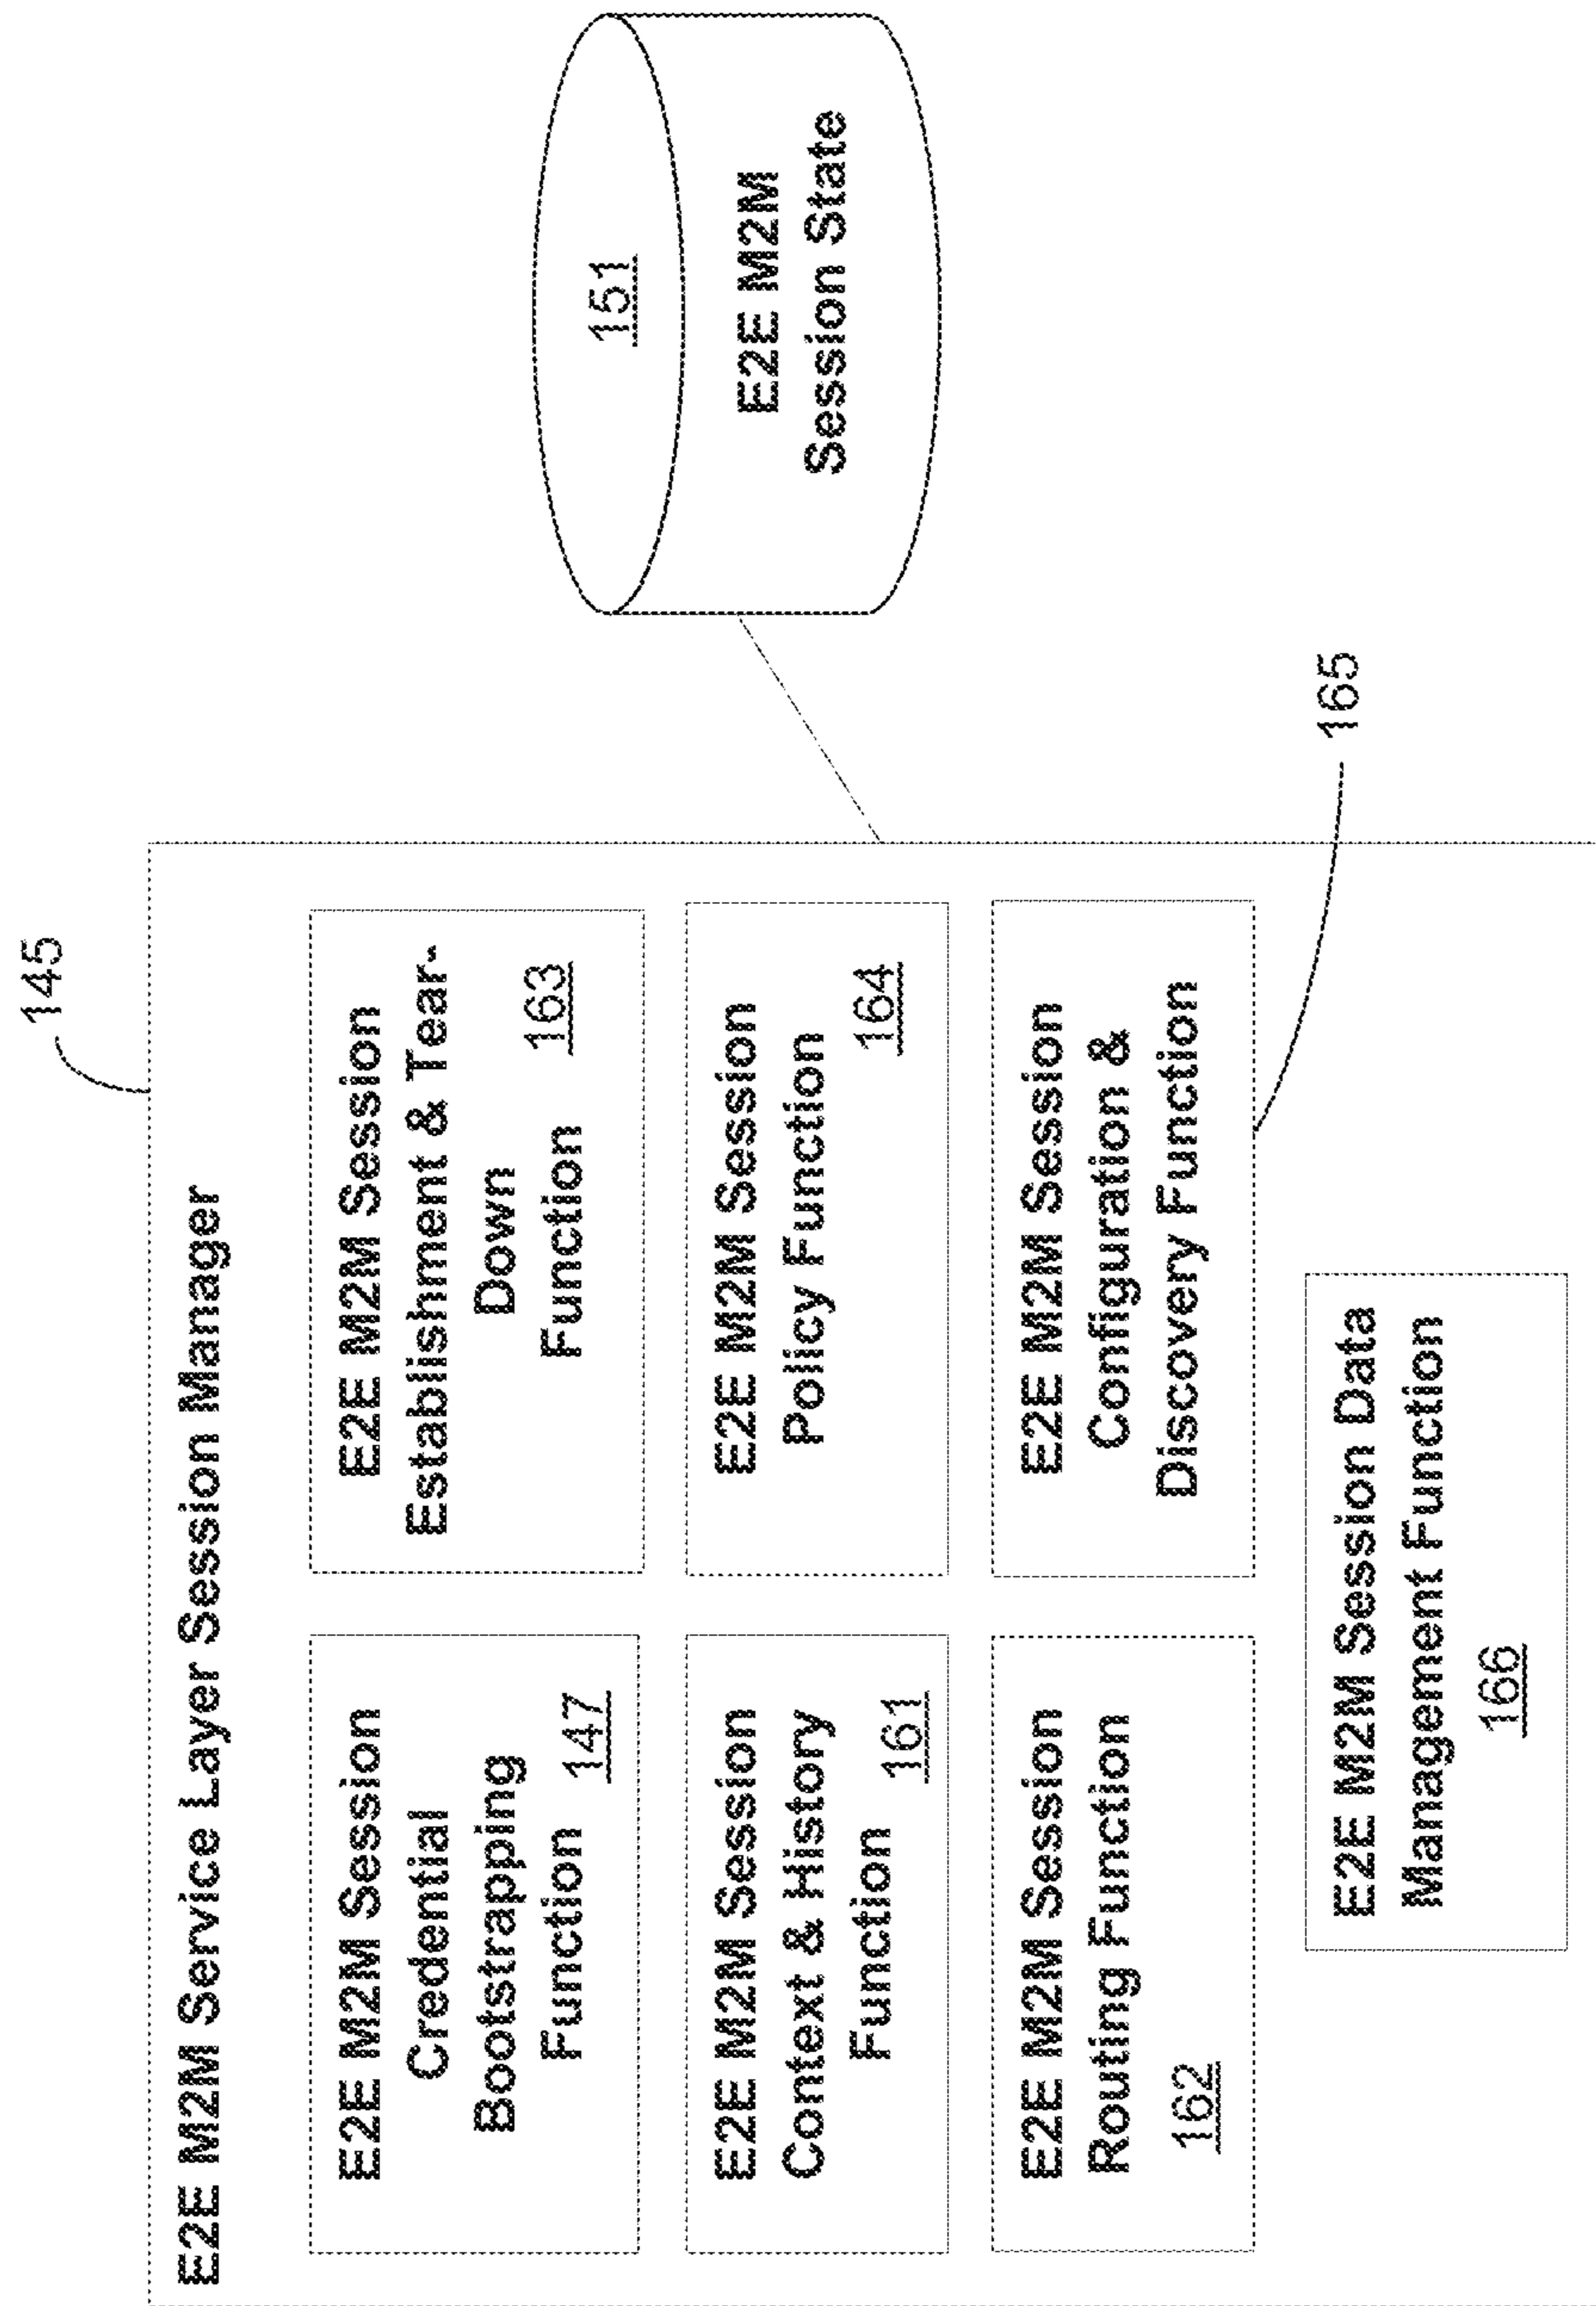 145
E2E M2M Service Layer Session Manager
E2E M2M Session
Credential
Bootstrapping
Function
147
E2E M2M Session
Establishment & Tear-
Down
Function
163
E2E M2M Session
Context & History
Function
161
E2E M2M Session
Policy Function
164
E2E M2M Session
Routing Function
162
E2E M2M Session
Configuration &
Discovery Function
165
E2E M2M Session Data
Management Function
166
151
E2E M2M
Session State